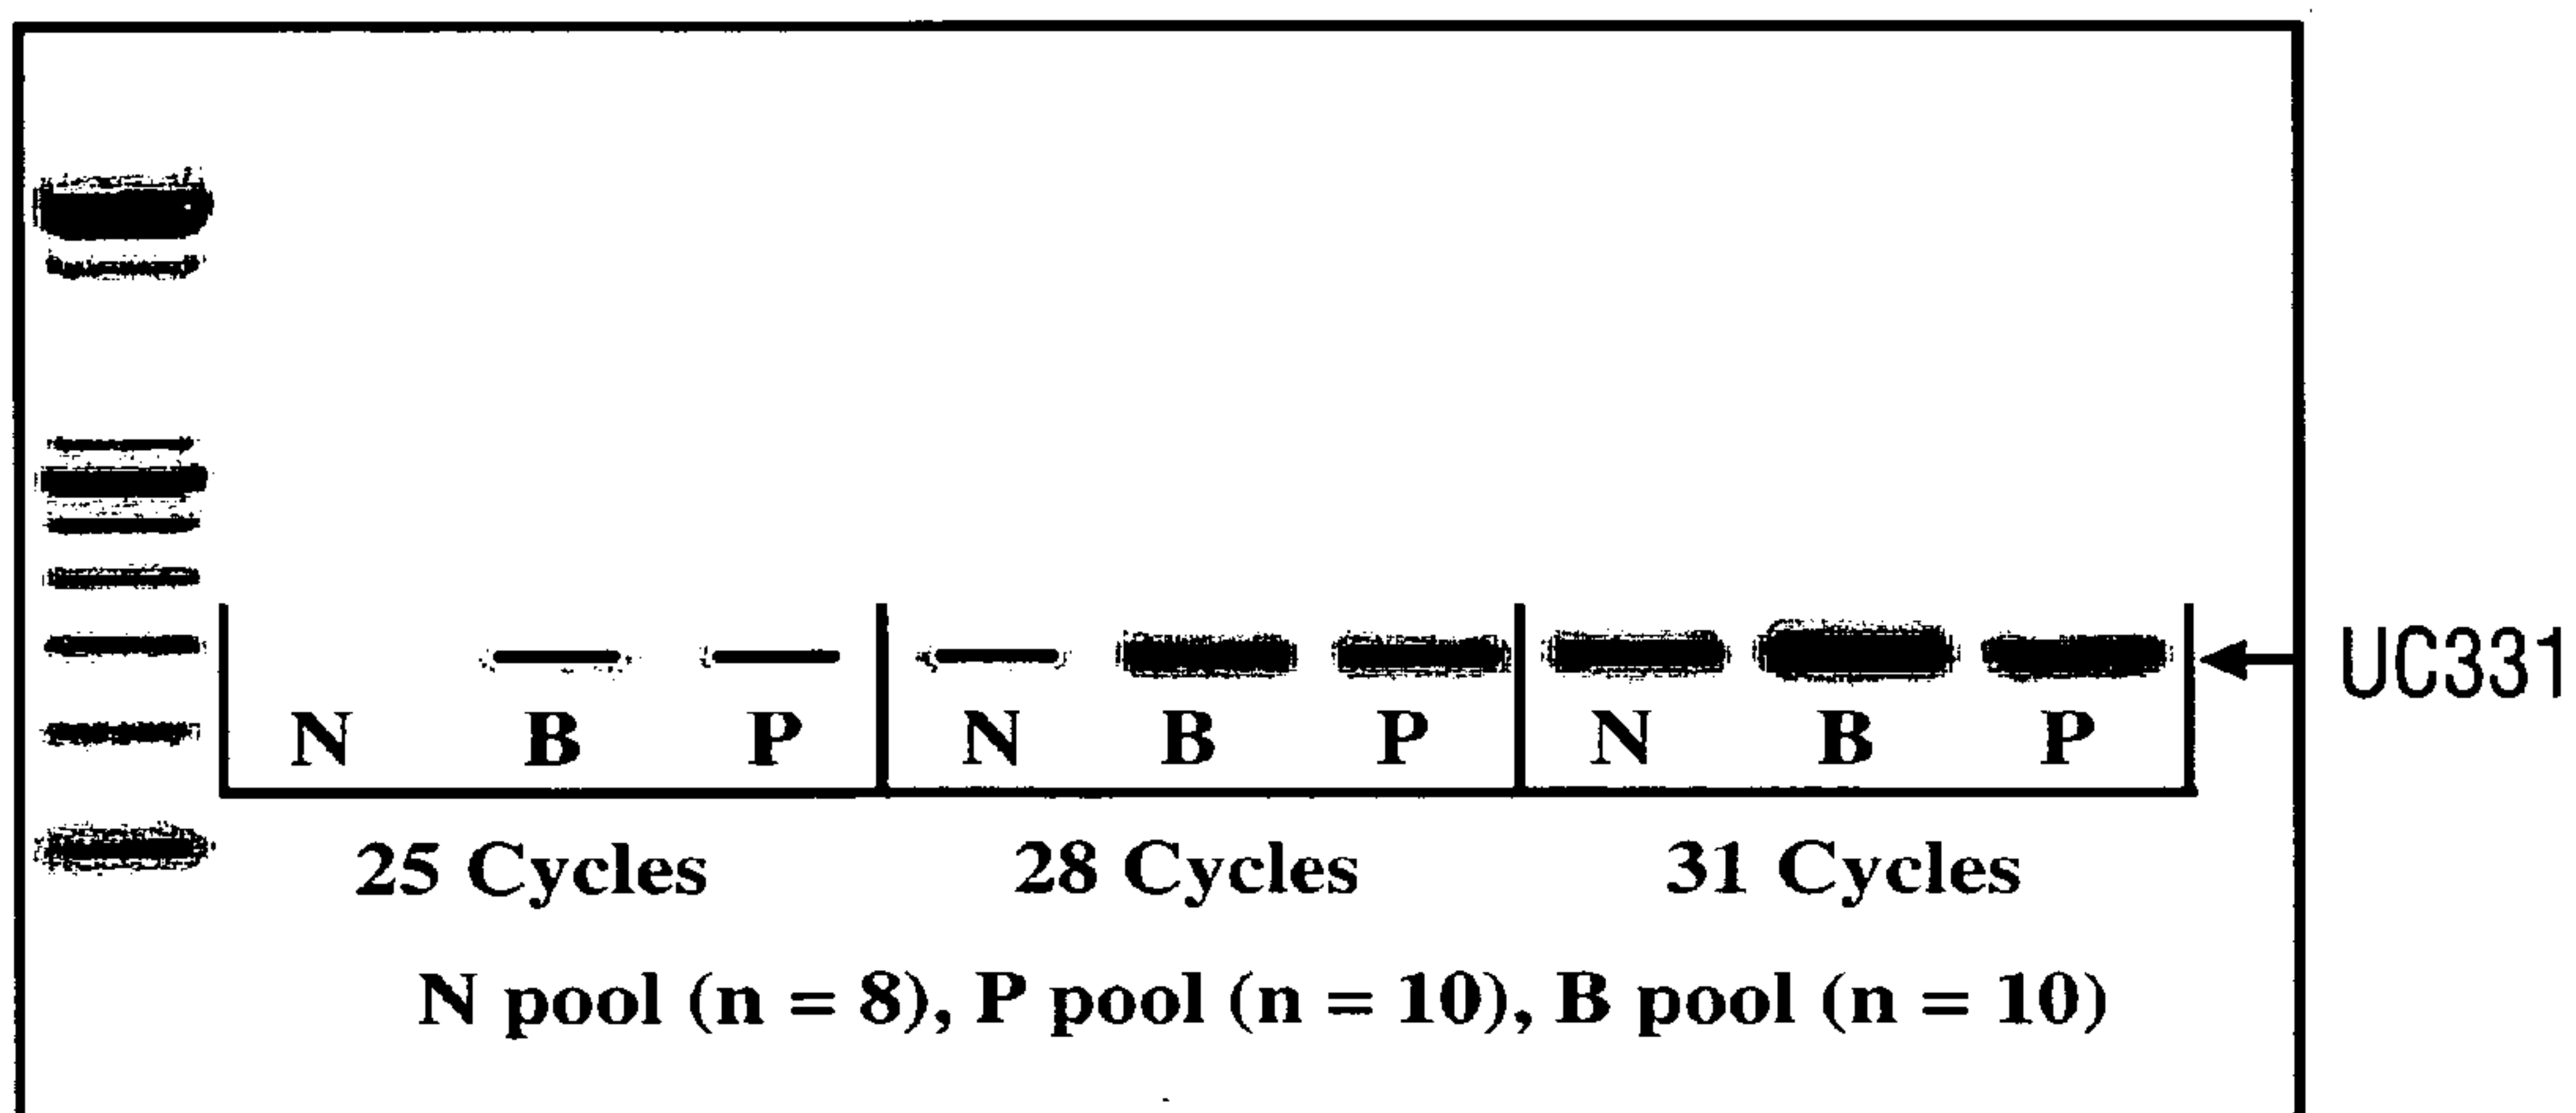 UC331
N B P N B P N B P
25 Cycles 28 Cycles 31 Cycles
N pool (n = 8), P pool (n = 10), B pool (n = 10)